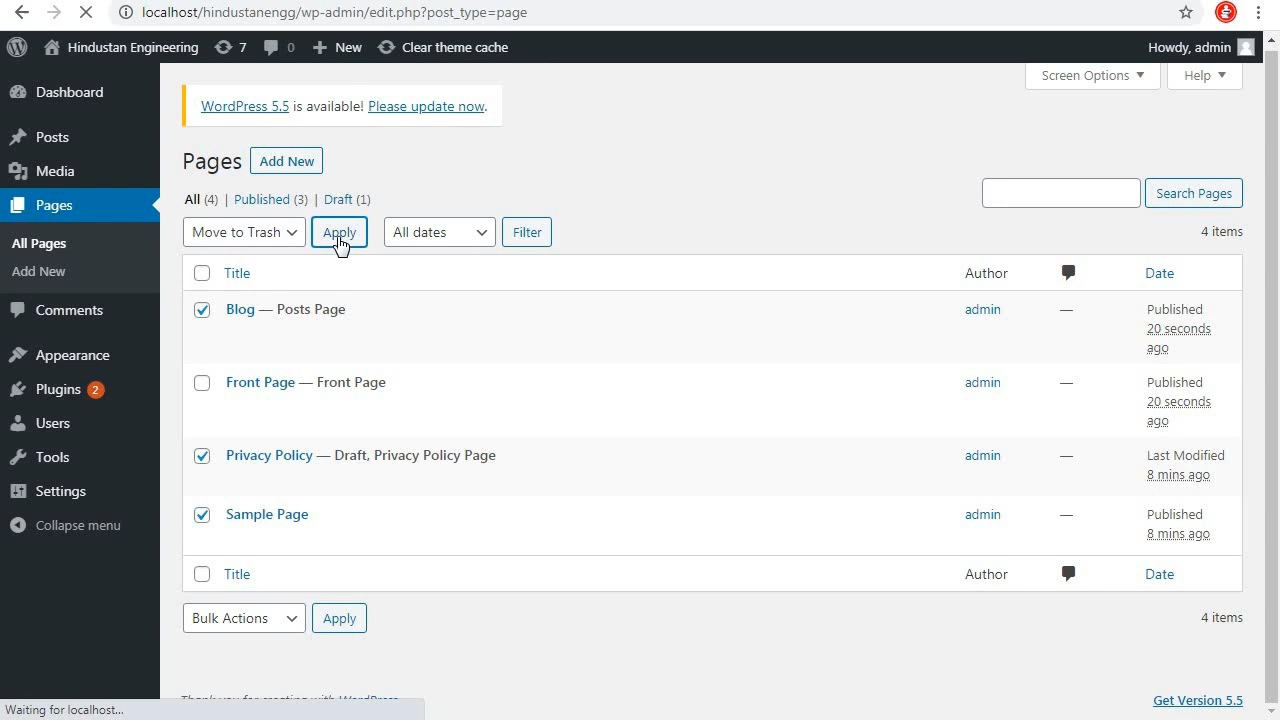 localhost/hindustanengg/wp-admin/edit.php?post_type=page
Hindustan Engineering 7 0 New Clear theme cache Howdy, admin
Screen Options Help
Dashboard
Posts
Media
Pages
All Pages
Add New
Comments
Appearance
Plugins 2
Users
Tools
Settings
Collapse menu
WordPress 5.5 is available! Please update now.
Pages Add New
All (4) | Published (3) | Draft (1)
Search Pages
Move to Trash Apply All dates Filter 4 items
Title Author Date
Blog — Posts Page admin — Published
20 seconds
ago
Front Page — Front Page admin — Published
20 seconds
ago
Privacy Policy — Draft, Privacy Policy Page admin — Last Modified
8 mins ago
Sample Page admin — Published
8 mins ago
Title Author Date
Bulk Actions Apply 4 items
Thank you for creating with WordPress
Get Version 5.5
Waiting for localhost...